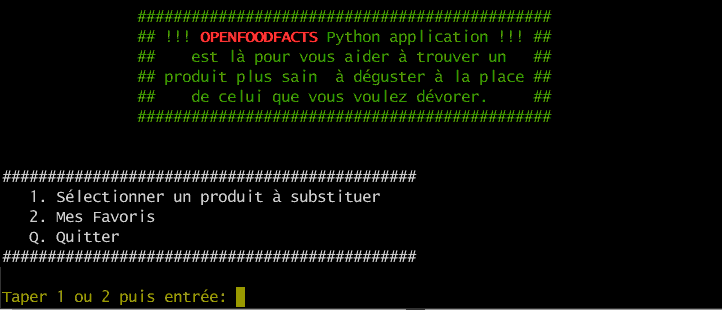 ##############################################
## !!! OPENFOODFACTS Python application !!! ##
##    est là pour vous aider à trouver un   ##
## produit plus sain  à déguster à la place ##
##    de celui que vous voulez dévorer.     ##
##############################################
##############################################
1. Sélectionner un produit à substituer
2. Mes Favoris
Q. Quitter
##############################################
Taper 1 ou 2 puis entrée: